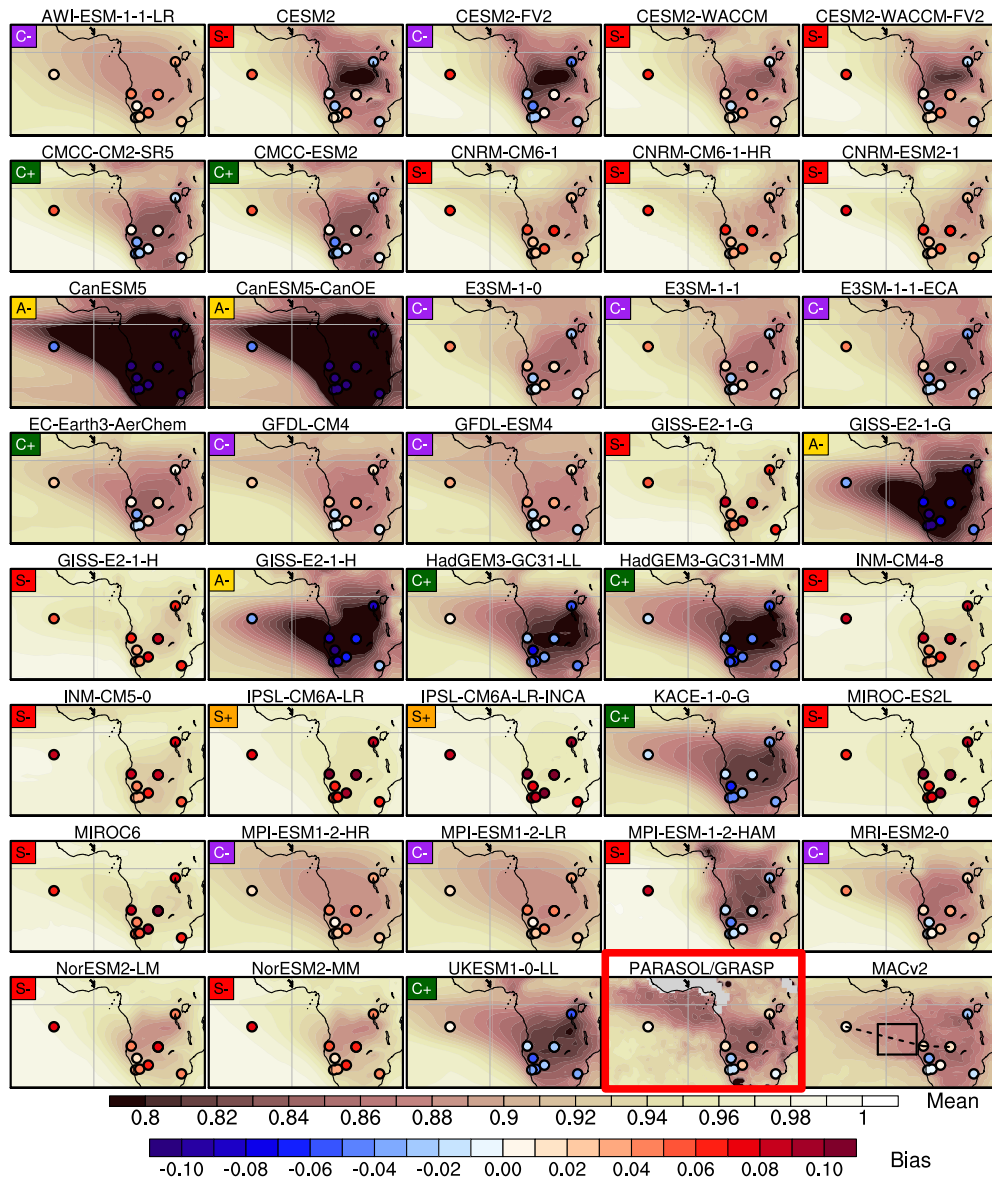 AWI-ESM-1-1-LR CESM2 CESM2-FV2 CESM2-WACCM CESM2-WACCM-FV2
C- S- C- S- S-
CMCC-CM2-SR5 CMCC-ESM2 CNRM-CM6-1 CNRM-CM6-1-HR CNRM-ESM2-1
C+ C+ S- S- S-
CanESM5 CanESM5-CanOE E3SM-1-0 E3SM-1-1 E3SM-1-1-ECA
A- A- C- C- C-
EC-Earth3-AerChem GFDL-CM4 GFDL-ESM4 GISS-E2-1-G GISS-E2-1-G
C+ C- C- S- A-
GISS-E2-1-H GISS-E2-1-H HadGEM3-GC31-LL HadGEM3-GC31-MM INM-CM4-8
S- A- C+ C+ S-
INM-CM5-0 IPSL-CM6A-LR IPSL-CM6A-LR-INCA KACE-1-0-G MIROC-ES2L
S- S+ S+ C+ S-
MIROC6 MPI-ESM1-2-HR MPI-ESM1-2-LR MPI-ESM-1-2-HAM MRI-ESM2-0
S- C- C- S- C-
NorESM2-LM NorESM2-MM UKESM1-0-LL PARASOL/GRASP MACv2
S- S- C+
0.8 0.82 0.84 0.86 0.88 0.9 0.92 0.94 0.96 0.98 1 Mean
-0.10 -0.08 -0.06 -0.04 -0.02 0.00 0.02 0.04 0.06 0.08 0.10 Bias